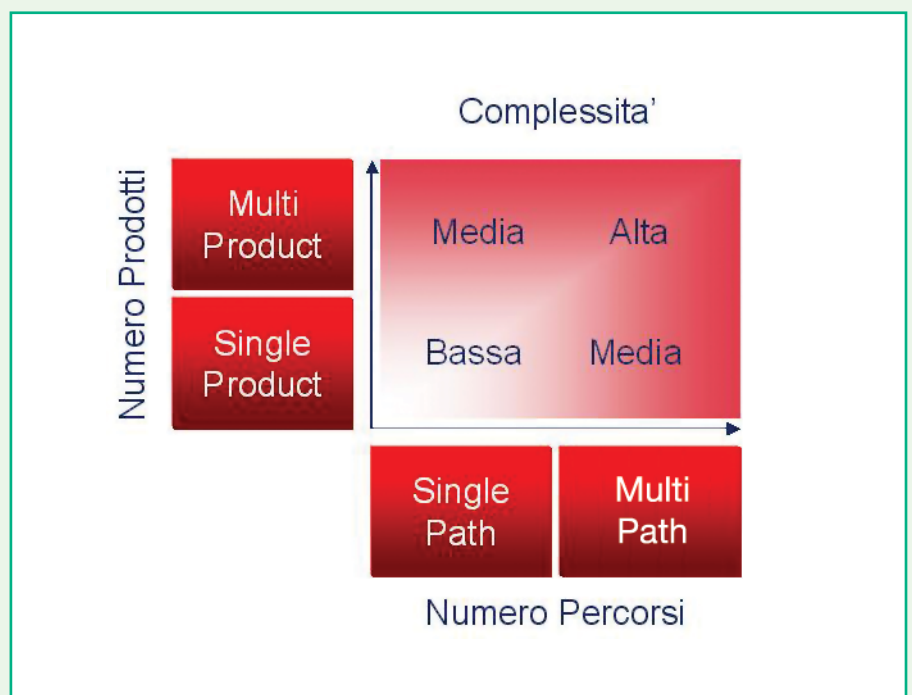 Complessita'
Numero Prodotti
Multi
Product
Media
Alta
Single
Product
Bassa
Media
Single
Path
Multi
Path
Numero Percorsi